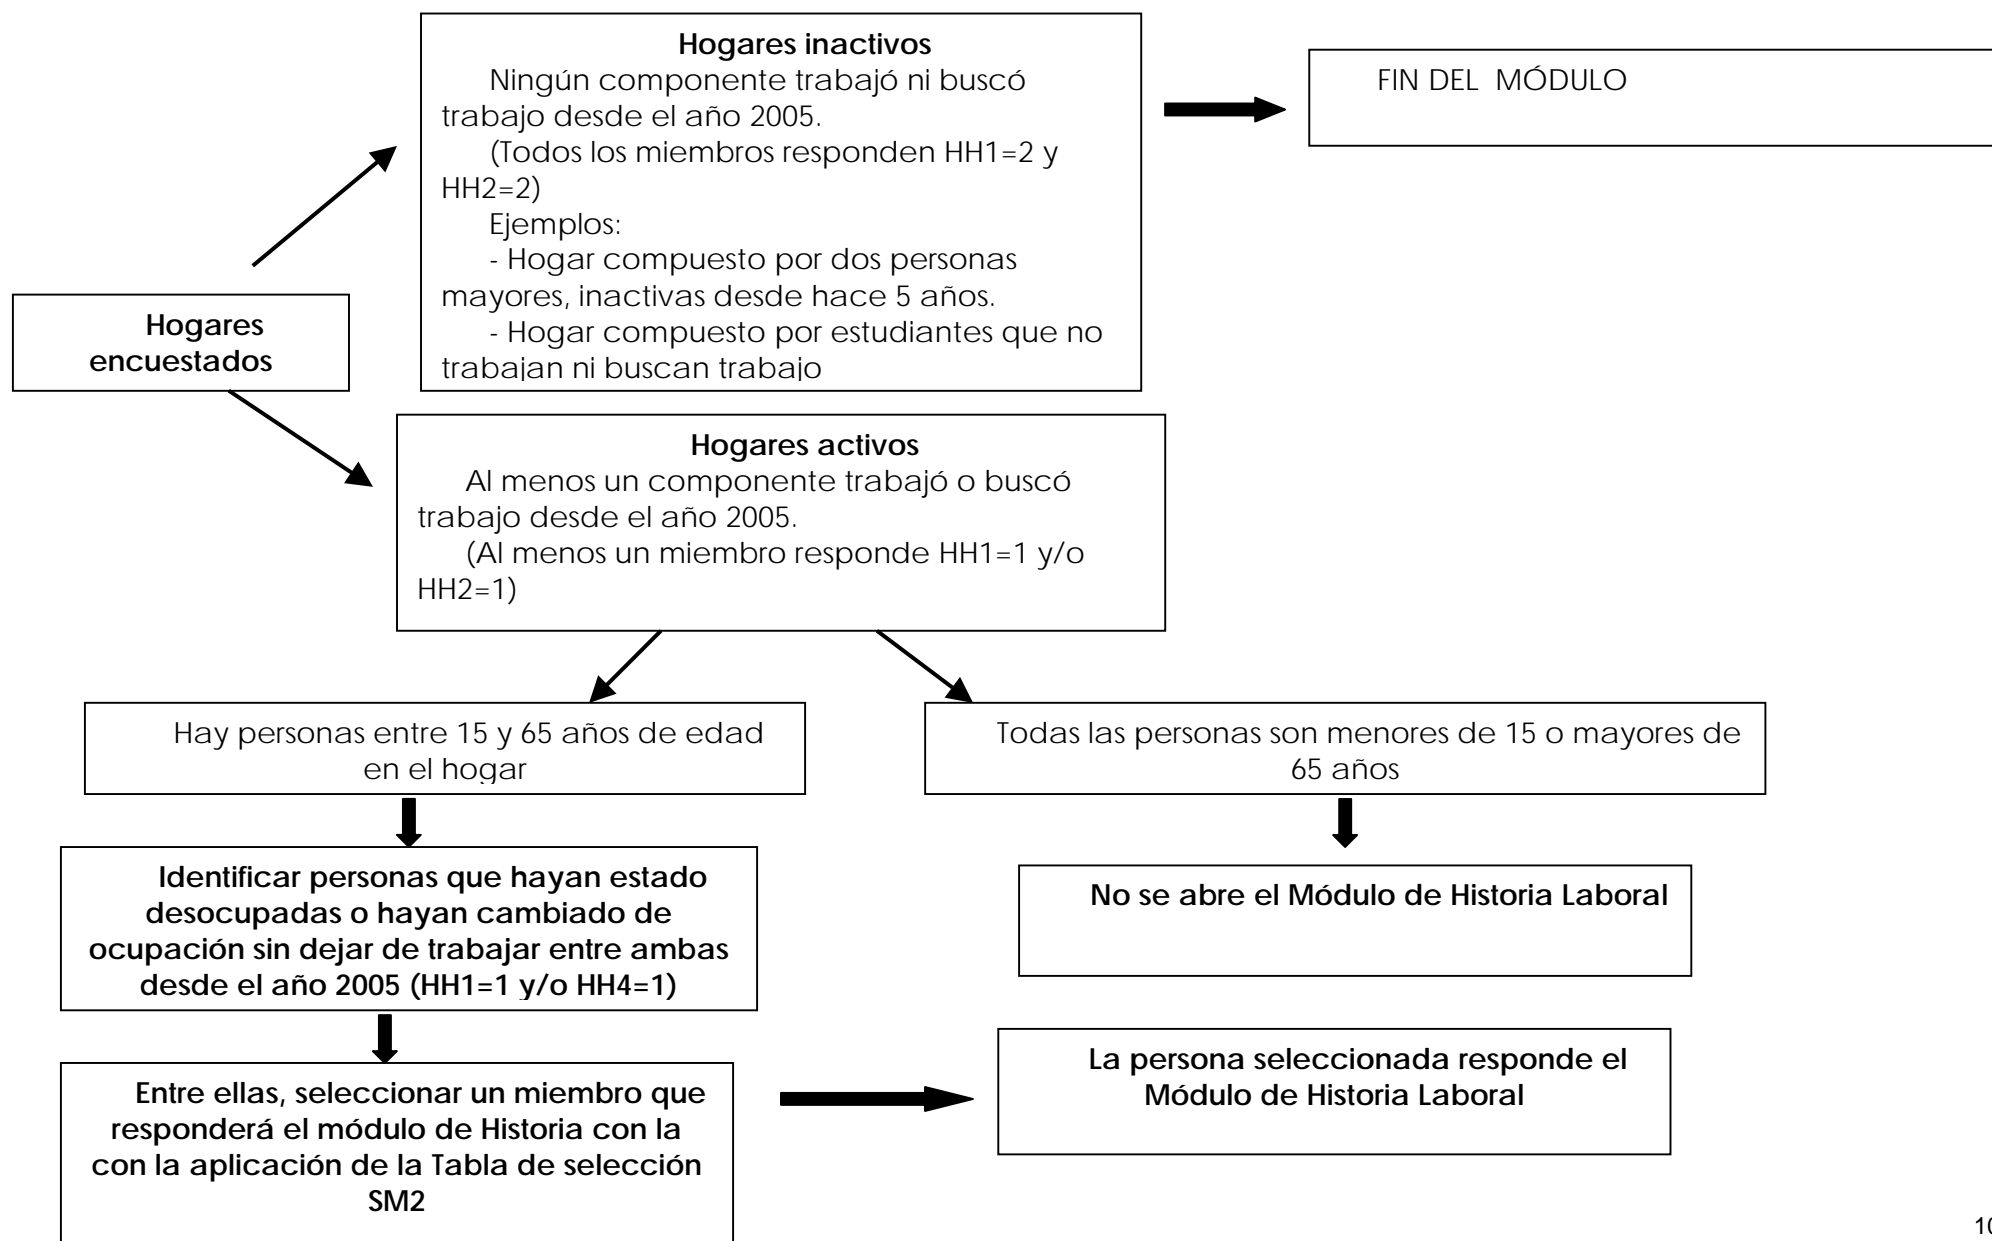 Hogares inactivos
Ningún componente trabajó ni buscó
trabajo desde el año 2005.
(Todos los miembros responden HH1=2 y
HH2=2)
Ejemplos:
- Hogar compuesto por dos personas
mayores, inactivas desde hace 5 años.
- Hogar compuesto por estudiantes que no
trabajan ni buscan trabajo
FIN DEL MÓDULO
Hogares
encuestados
Hogares activos
Al menos un componente trabajó o buscó
trabajo desde el año 2005.
(Al menos un miembro responde HH1=1 y/o
HH2=1)
Hay personas entre 15 y 65 años de edad
en el hogar
Todas las personas son menores de 15 o mayores de
65 años
Identificar personas que hayan estado
desocupadas o hayan cambiado de
ocupación sin dejar de trabajar entre ambas
desde el año 2005 (HH1=1 y/o HH4=1)
No se abre el Módulo de Historia Laboral
Entre ellas, seleccionar un miembro que
responderá el módulo de Historia con la
con la aplicación de la Tabla de selección
SM2
La persona seleccionada responde el
Módulo de Historia Laboral